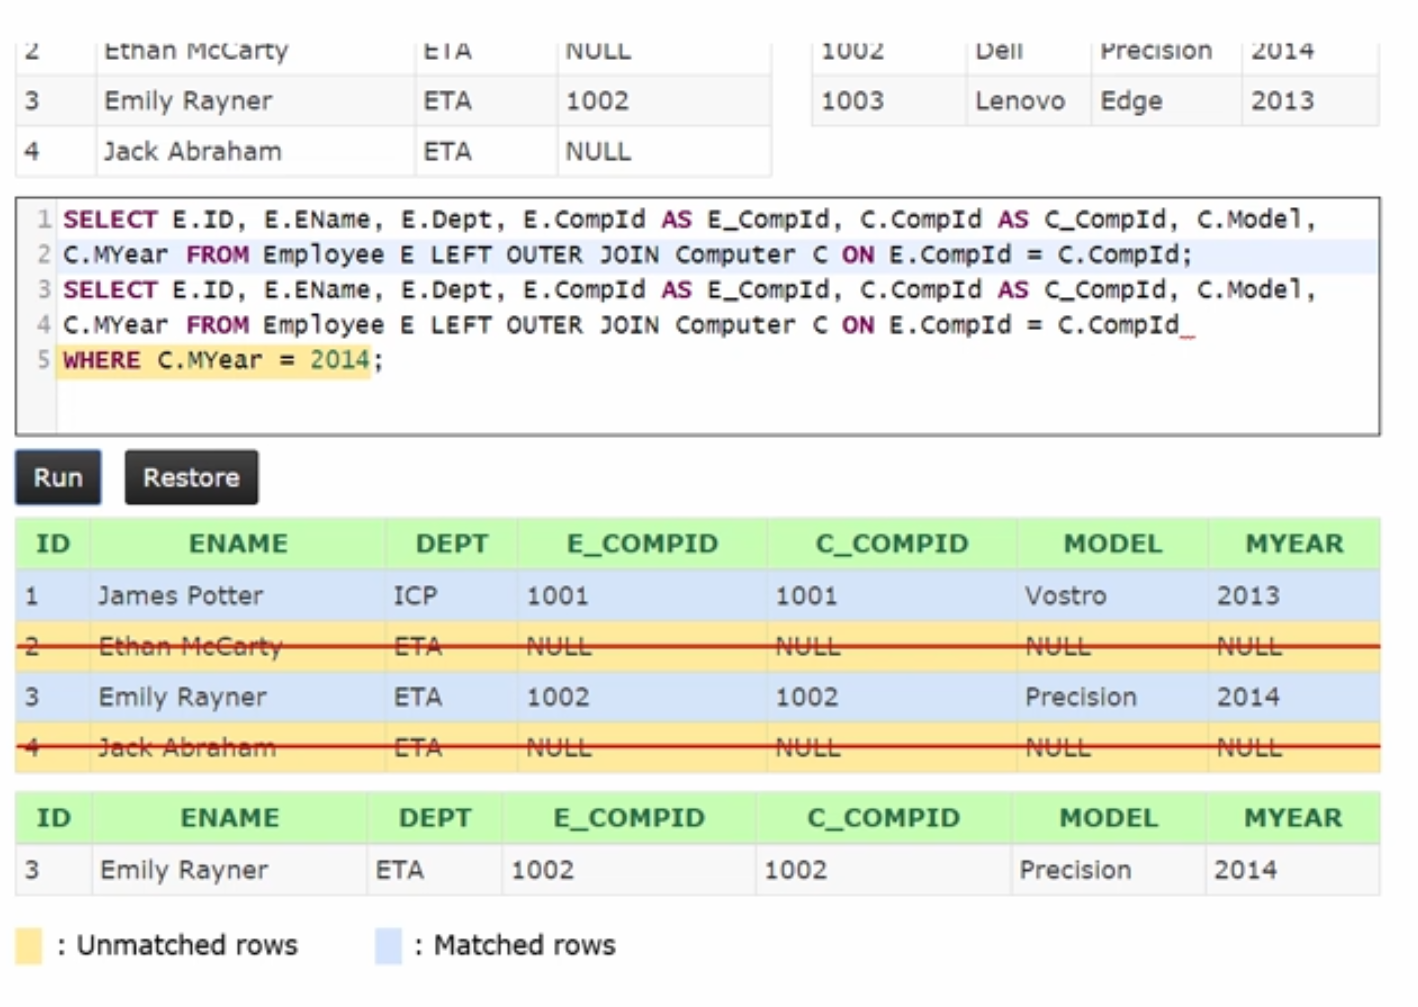 2 Ethan McCarty ETA NULL 1002 Dell Precision 2014
3 Emily Rayner ETA 1002 1003 Lenovo Edge 2013
4 Jack Abraham ETA NULL
1 SELECT E.ID, E.EName, E.Dept, E.CompId AS E_CompId, C.CompId AS C_CompId, C.Model,
2 C.MYear FROM Employee E LEFT OUTER JOIN Computer C ON E.CompId = C.CompId;
3 SELECT E.ID, E.EName, E.Dept, E.CompId AS E_CompId, C.CompId AS C_CompId, C.Model,
4 C.MYear FROM Employee E LEFT OUTER JOIN Computer C ON E.CompId = C.CompId
5 WHERE C.MYear = 2014;
Run Restore
ID ENAME DEPT E_COMPID C_COMPID MODEL MYEAR
1 James Potter ICP 1001 1001 Vostro 2013
2 Ethan McCarty ETA NULL NULL NULL NULL
3 Emily Rayner ETA 1002 1002 Precision 2014
4 Jack Abraham ETA NULL NULL NULL NULL
ID ENAME DEPT E_COMPID C_COMPID MODEL MYEAR
3 Emily Rayner ETA 1002 1002 Precision 2014
: Unmatched rows : Matched rows